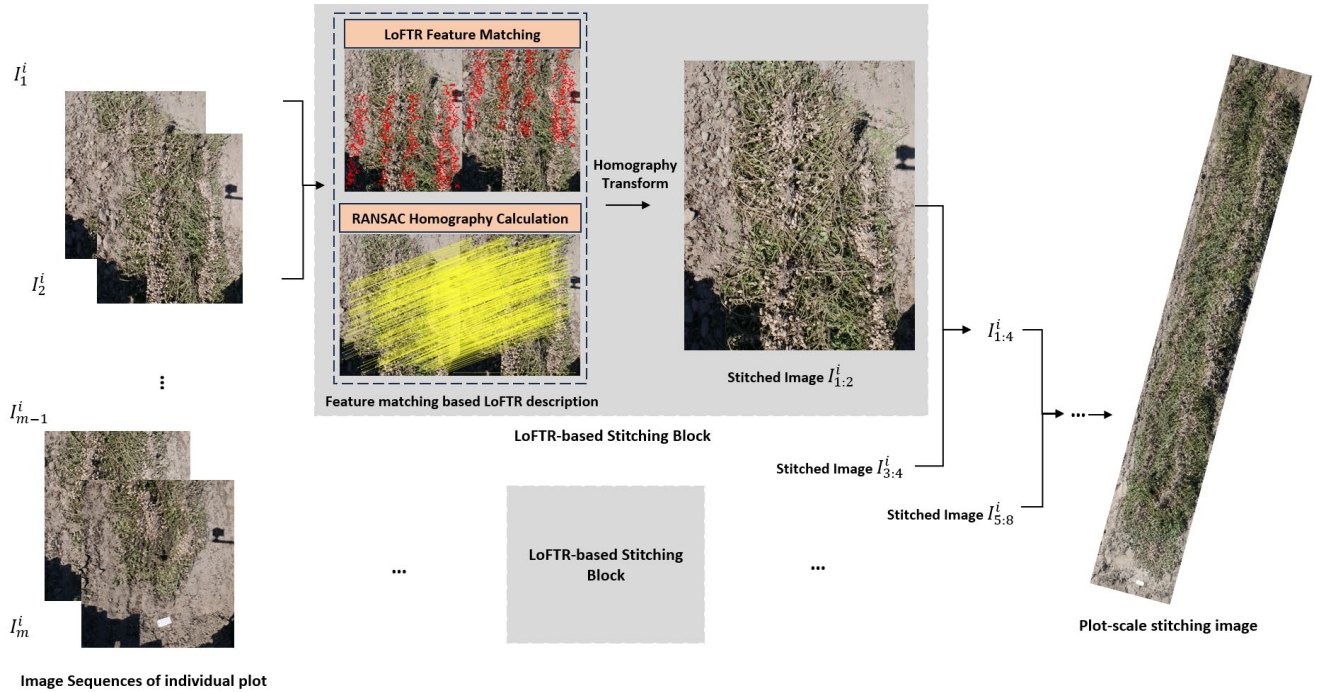 LoFTR Feature Matching
I_1^i
Homography
Transform
RANSAC Homography Calculation
I_2^i
I_{1:4}^i
...
Stitched Image I_{1:2}^i
...
Feature matching based LoFTR description
I_{m-1}^i
LoFTR-based Stitching Block
Stitched Image I_{3:4}^i
Stitched Image I_{5:8}^i
LoFTR-based Stitching
Block
...
...
I_m^i
Plot-scale stitching image
Image Sequences of individual plot